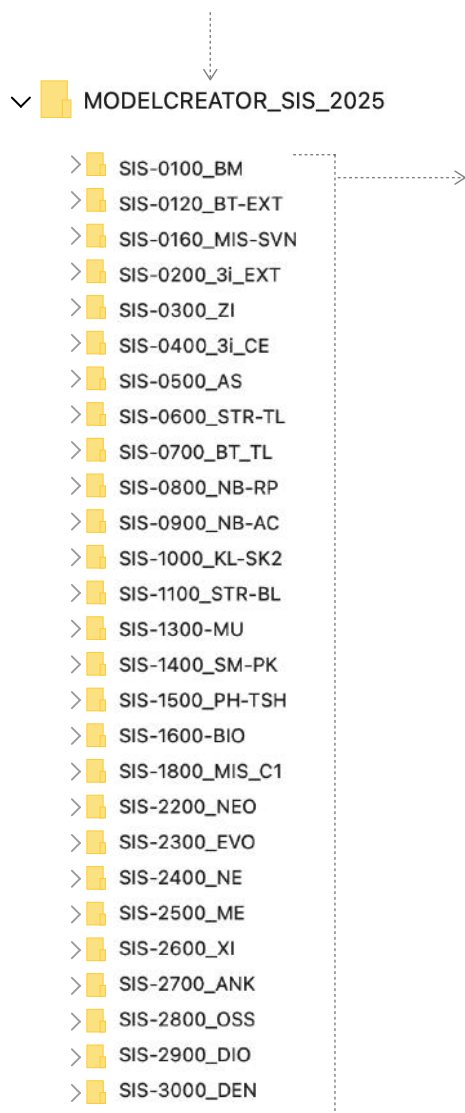 MODELCREATOR_SIS_2025
SIS-0100_BM
SIS-0120_BT-EXT
SIS-0160_MIS-SVN
SIS-0200_3i_EXT
SIS-0300_ZI
SIS-0400_3i_CE
SIS-0500_AS
SIS-0600_STR-TL
SIS-0700_BT_TL
SIS-0800_NB-RP
SIS-0900_NB-AC
SIS-1000_KL-SK2
SIS-1100_STR-BL
SIS-1300-MU
SIS-1400_SM-PK
SIS-1500_PH-TSH
SIS-1600-BIO
SIS-1800_MIS_C1
SIS-2200_NEO
SIS-2300_EVO
SIS-2400_NE
SIS-2500_ME
SIS-2600_XI
SIS-2700_ANK
SIS-2800_OSS
SIS-2900_DIO
SIS-3000_DEN